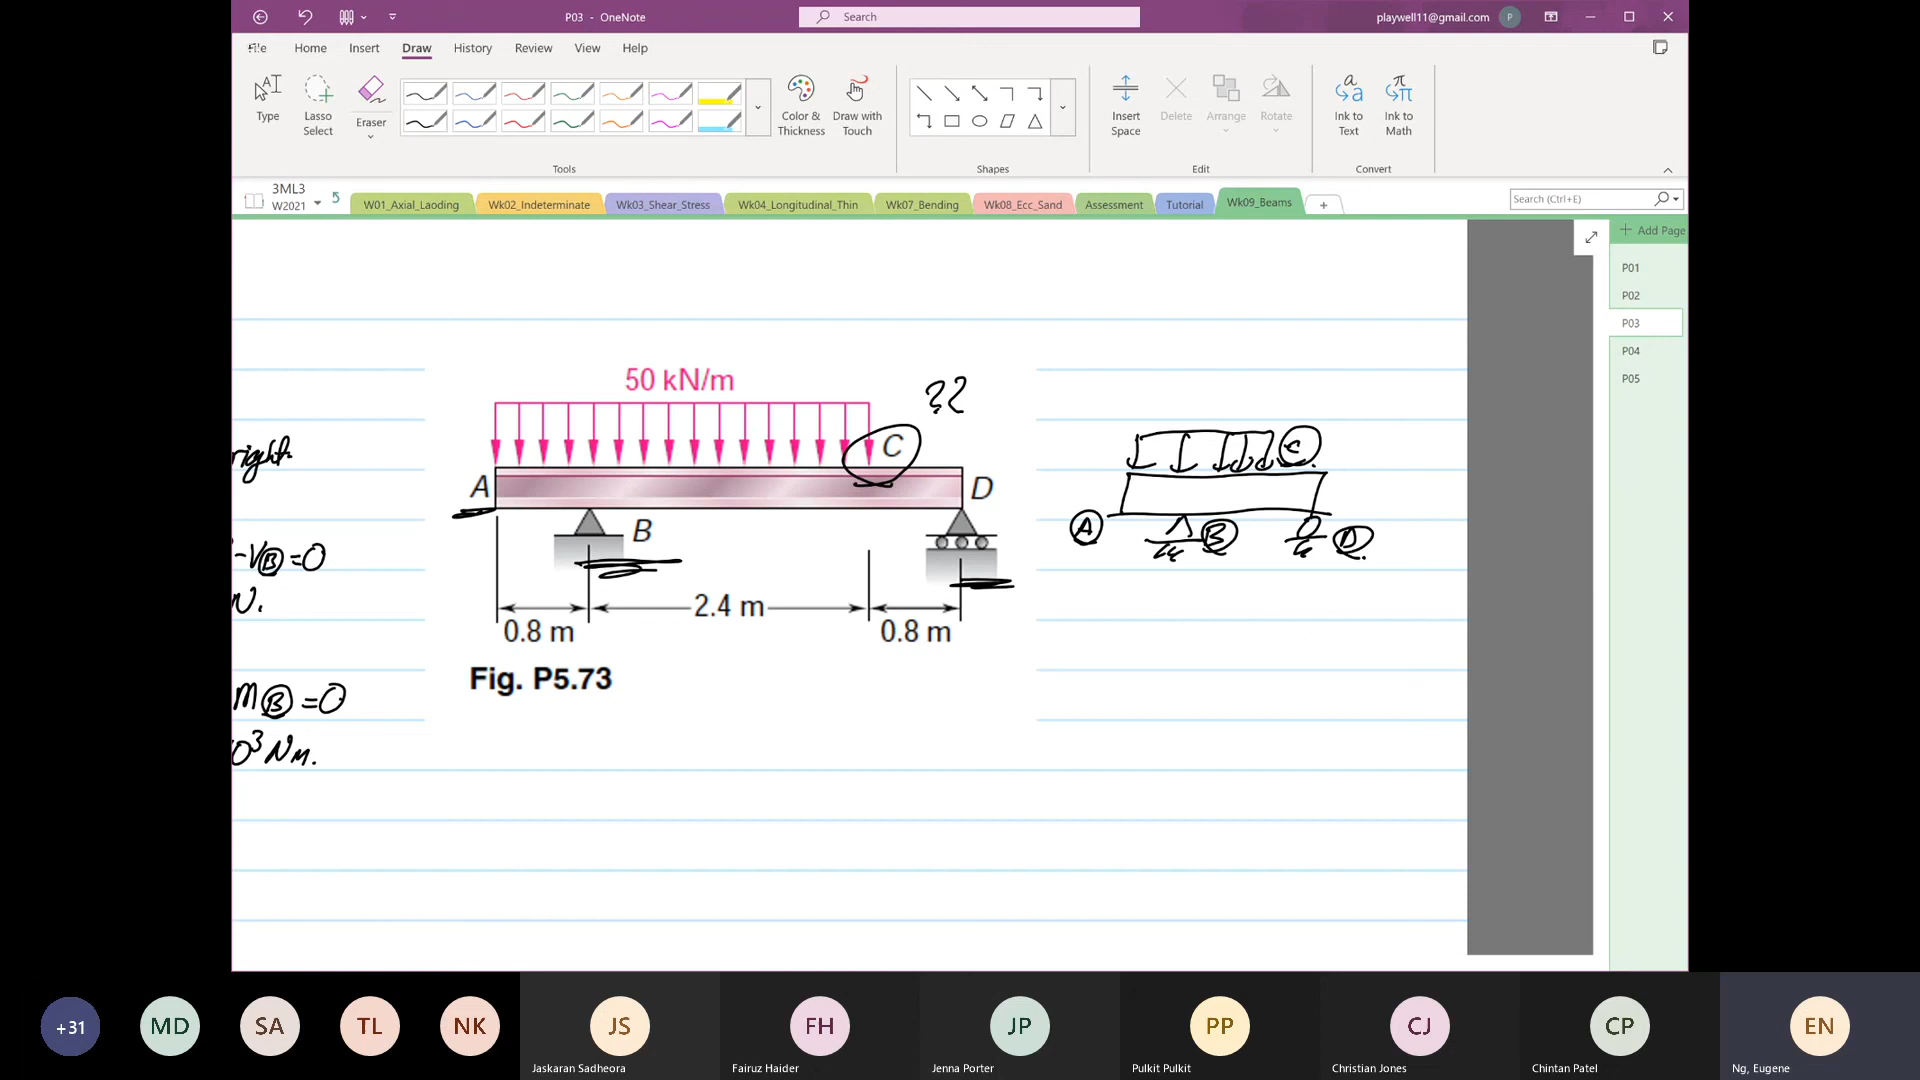 P03 - OneNote
Search
playwell11@gmail.com
P
File Home Insert Draw History Review View Help
Type
Lasso Select
Eraser
Color & Thickness
Draw with Touch
Insert Space
Delete
Arrange
Rotate
Ink to Text
Ink to Math
Tools
Shapes
Edit
Convert
3ML3
W2021
W01_Axial_Laoding
Wk02_Indeterminate
Wk03_Shear_Stress
Wk04_Longitudinal_Thin
Wk07_Bending
Wk08_Ecc_Sand
Assessment
Tutorial
Wk09_Beams
Search (Ctrl+E)
Add Page
P01
P02
P03
P04
P05
right.
-VB=0
N.
MB=0
0³ Nm.
50 kN/m
??
C
A
D
B
2.4 m
0.8 m
0.8 m
Fig. P5.73
C
A
B
D
+31
MD
SA
TL
NK
JS
Jaskaran Sadheora
FH
Fairuz Haider
JP
Jenna Porter
PP
Pulkit Pulkit
CJ
Christian Jones
CP
Chintan Patel
EN
Ng, Eugene